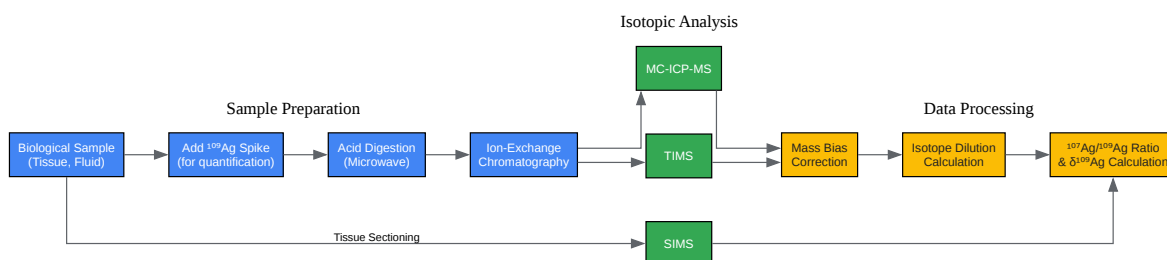 Isotopic Analysis
MC-ICP-MS
Sample Preparation
Data Processing
Biological Sample
(Tissue, Fluid)
Add ¹⁰⁹Ag Spike
(for quantification)
Acid Digestion
(Microwave)
Ion-Exchange
Chromatography
TIMS
Mass Bias
Correction
Isotope Dilution
Calculation
¹⁰⁷Ag/¹⁰⁹Ag Ratio
& δ¹⁰⁹Ag Calculation
Tissue Sectioning
SIMS